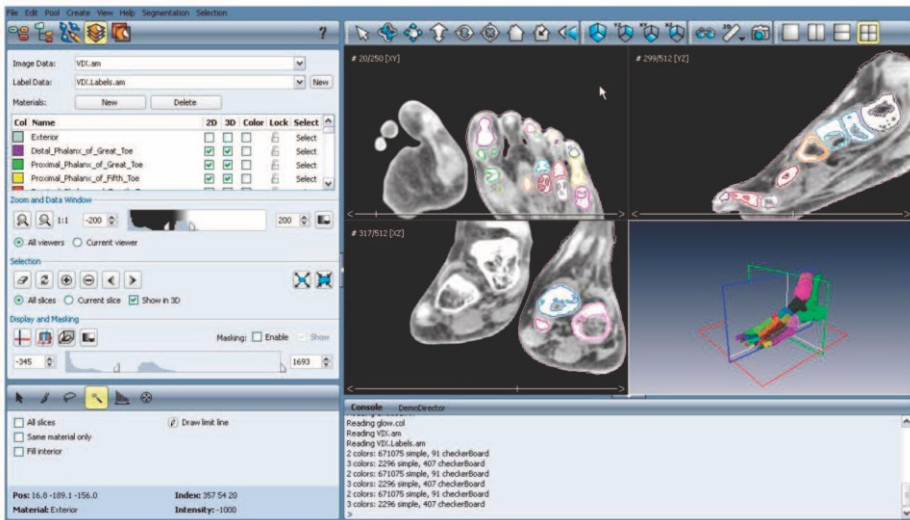 File Edit Pool Create View Help Segmentation Selection
?
Image Data: VIX.am
Label Data: VIX.Labels.am New
Materials: New Delete
Col Name 2D 3D Color Lock Select
Exterior Select
Distal_Phalanx_of_Great_Toe Select
Proximal_Phalanx_of_Great_Toe Select
Proximal_Phalanx_of_Fifth_Toe Select
Zoom and Data Window
1:1 -200 200
All viewers Current viewer
Selection
All slices Current slice Show in 3D
Display and Masking
Masking: Enable Show
-345 1693
All slices Draw limit line
Same material only
Fill interior
Pos: 16.8 -189.1 -156.0 Index: 357 54 20
Material: Exterior Intensity: -1000
# 20/250 [XY]
# 299/512 [YZ]
# 317/512 [XZ]
Console DemoDirector
Reading glow.col
Reading VIX.am
Reading VIX.Labels.am
2 colors: 671075 simple, 91 checkerBoard
3 colors: 2296 simple, 407 checkerBoard
2 colors: 671075 simple, 91 checkerBoard
3 colors: 2296 simple, 407 checkerBoard
2 colors: 671075 simple, 91 checkerBoard
3 colors: 2296 simple, 407 checkerBoard
>